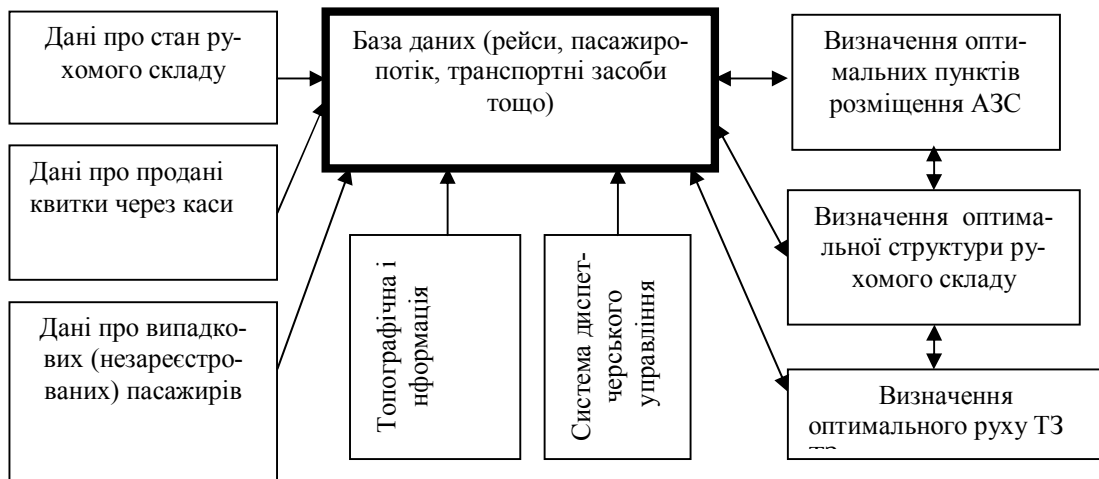 Дані про стан ру-
хомого складу
База даних (рейси, пасажиро-
потік, транспортні засоби
тощо)
Визначення опти-
мальних пунктів
розміщення АЗС
Дані про продані
квитки через каси
Визначення оптима-
льної структури ру-
хомого складу
Дані про випадко-
вих (незареєстро-
ваних) пасажирів
Топографічна і
нформація
Система диспет-
черського
управління
Визначення
оптимального руху ТЗ